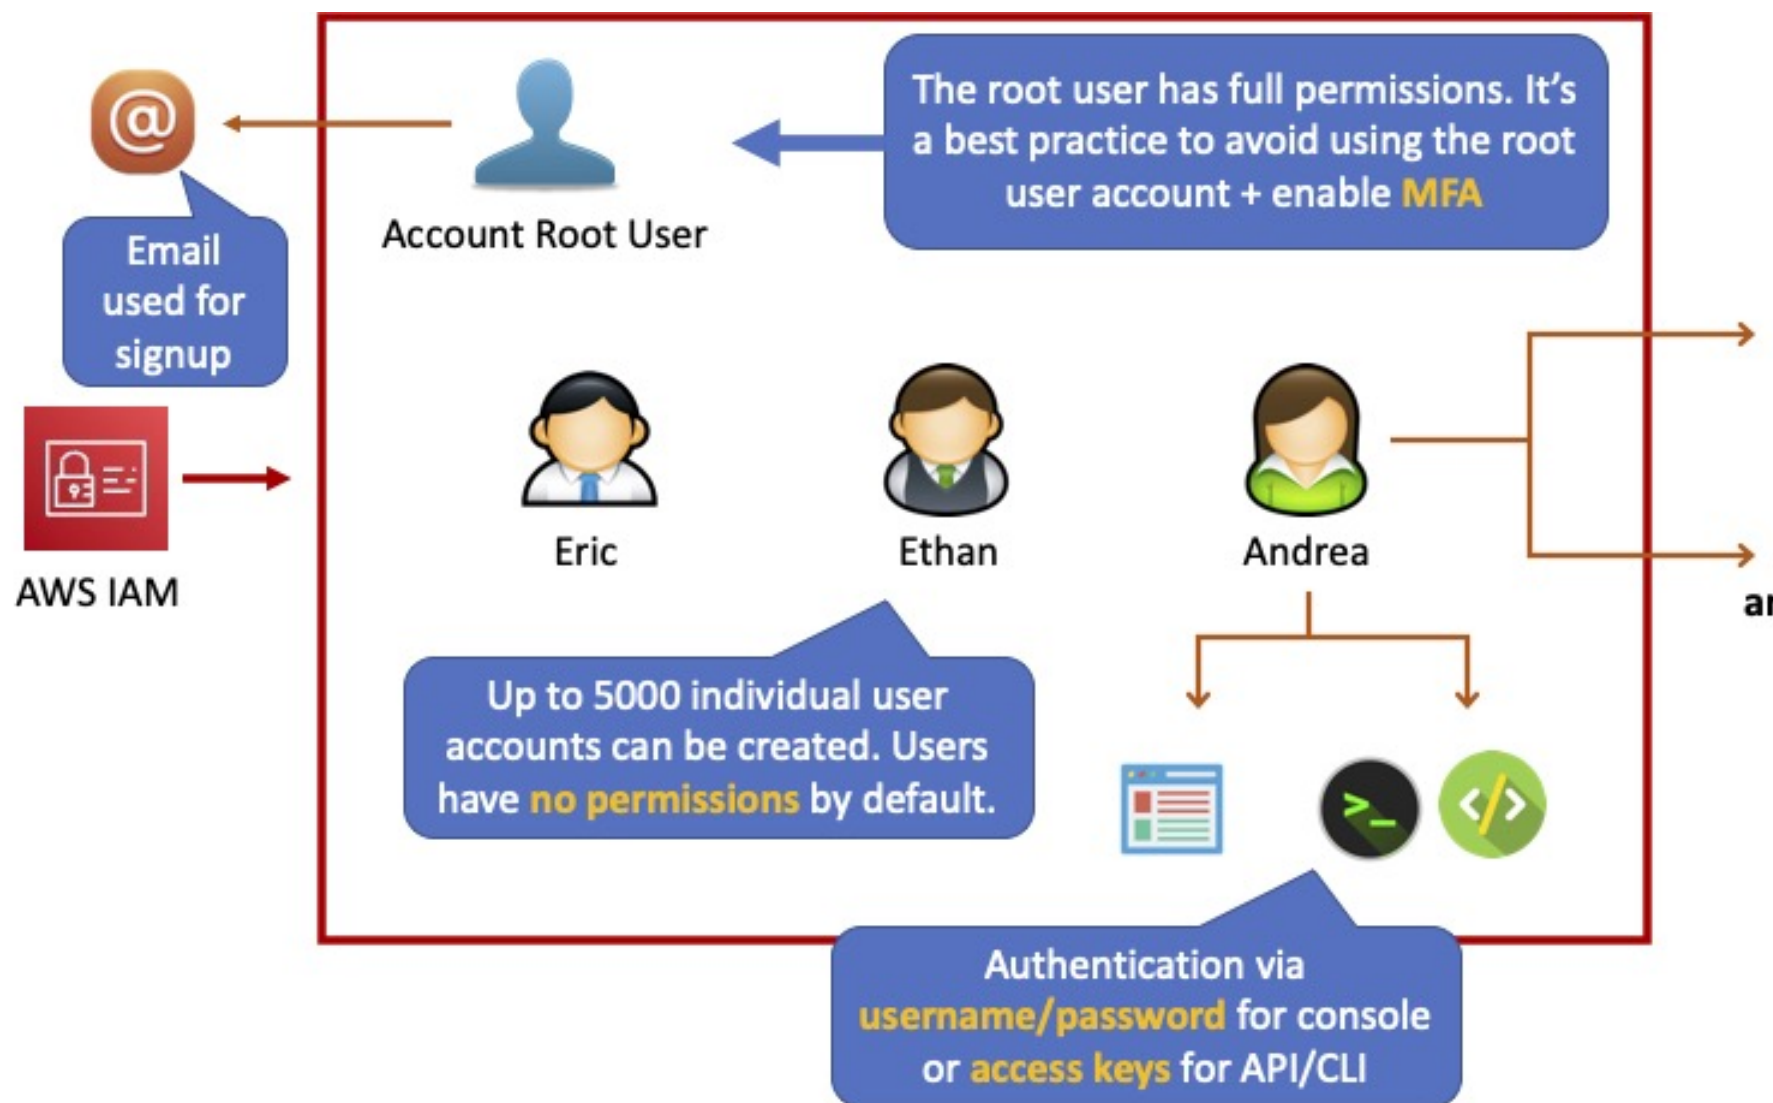 @
The root user has full permissions. It's
a best practice to avoid using the root
user account + enable MFA
Account Root User
Email
used for
signup
AWS IAM
Eric
Ethan
Andrea
Up to 5000 individual user
accounts can be created. Users
have no permissions by default.
>_
</>
Authentication via
username/password for console
or access keys for API/CLI